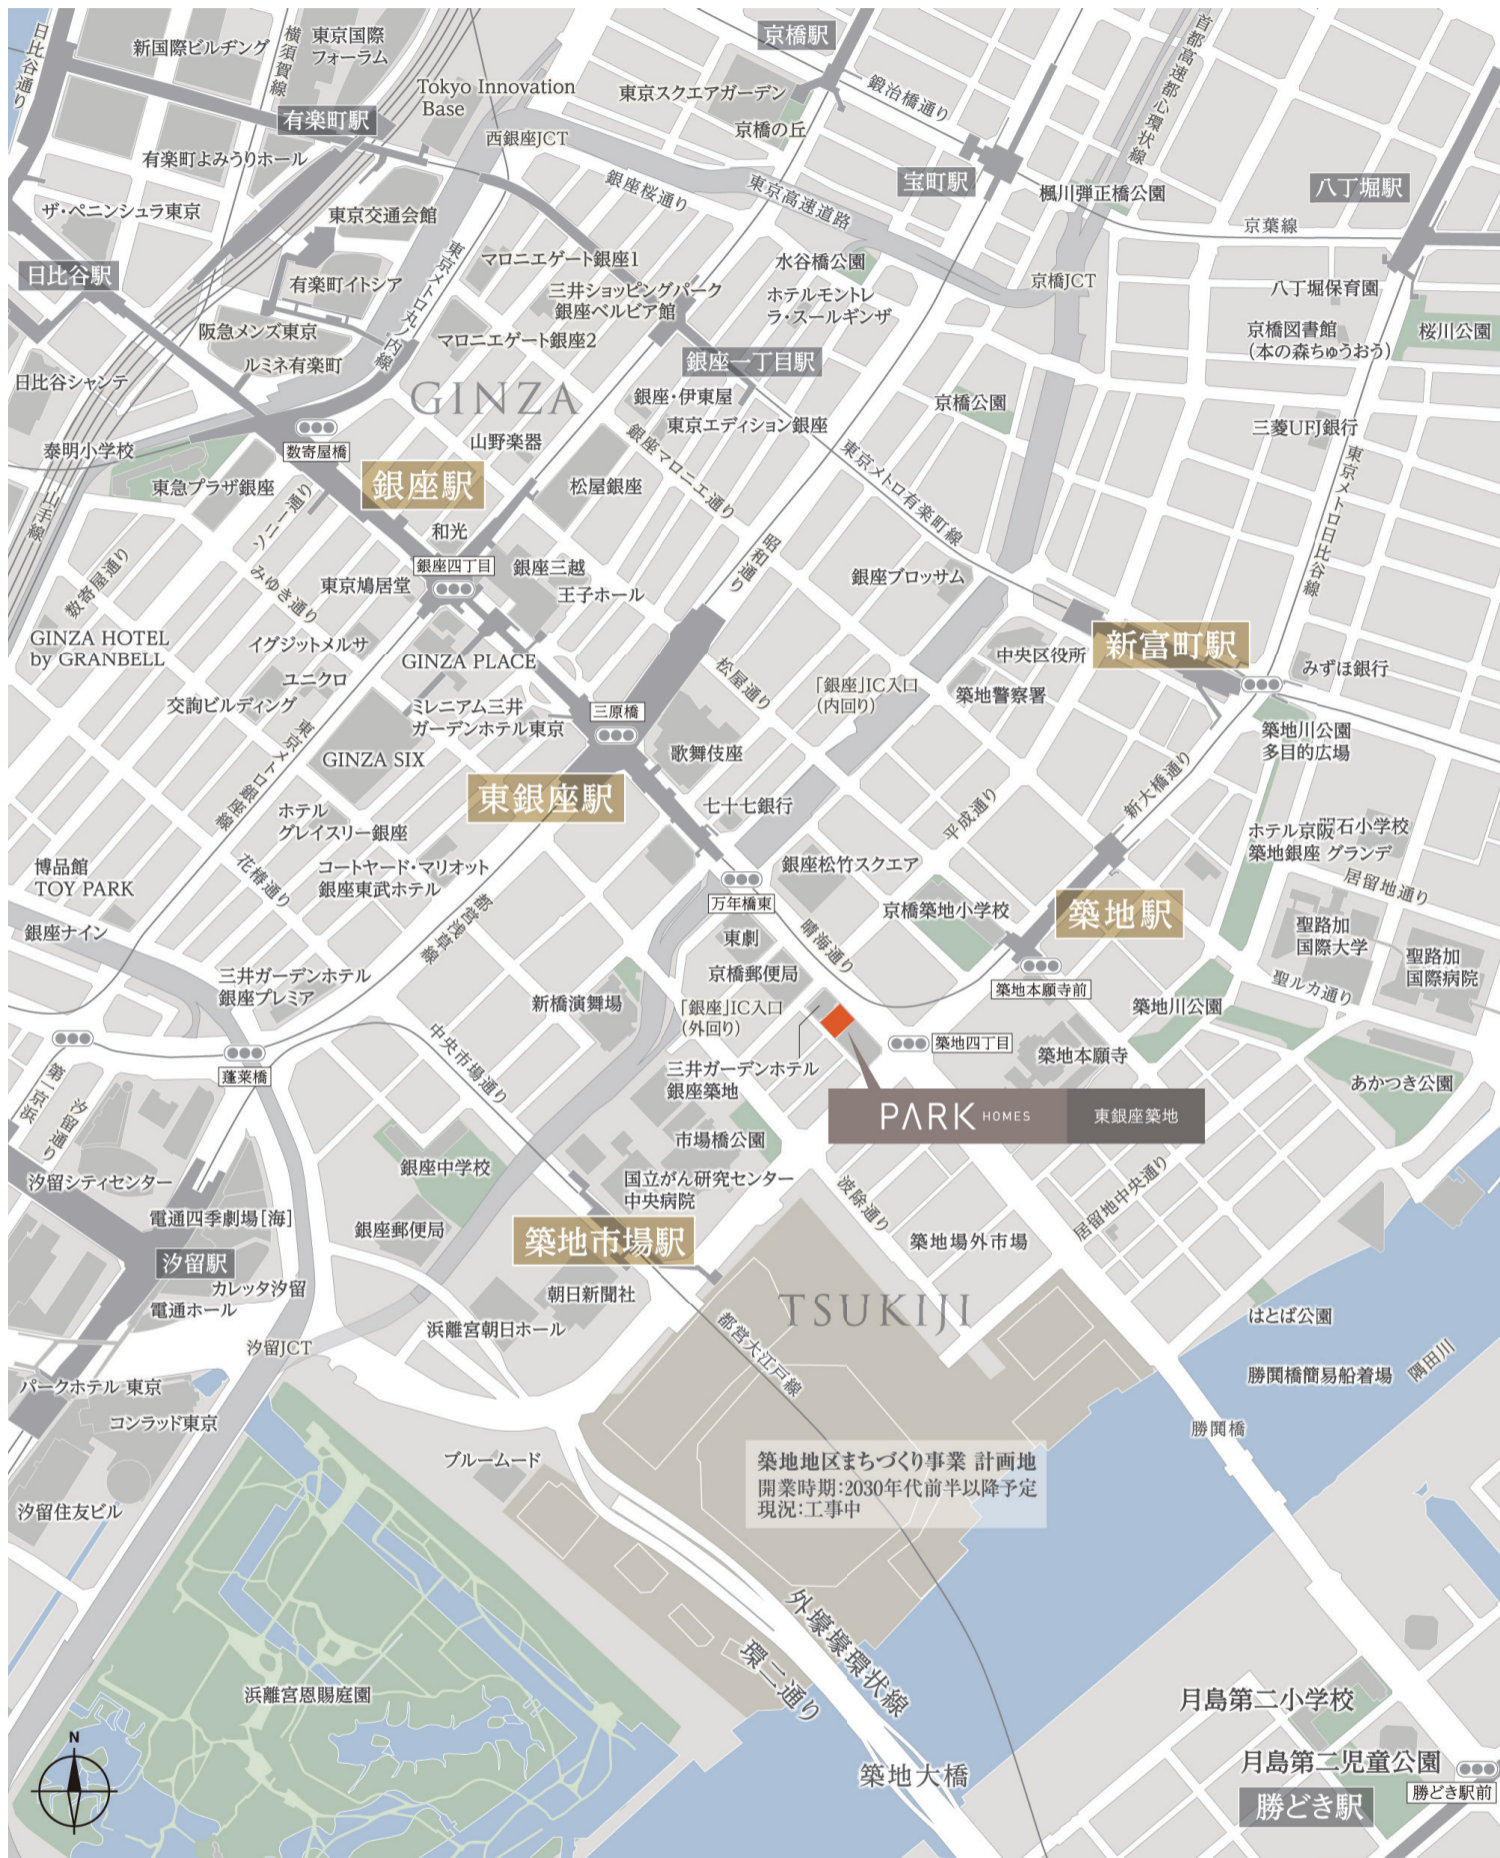 日比谷通り
新国際ビルヂング
横須賀線
東京国際
フォーラム
有楽町駅
Tokyo Innovation
Base
京橋駅
東京スクエアガーデン
鍛治橋通り
首都高速都心環状線
京橋の丘
西銀座JCT
有楽町よみうりホール
銀座桜通り
東京高速道路
宝町駅
楓川弾正橋公園
八丁堀駅
京葉線
ザ・ペニンシュラ東京
東京交通会館
日比谷駅
有楽町イトシア
東京メトロ丸ノ内線
マロニエゲート銀座1
水谷橋公園
京橋JCT
三井ショッピングパーク
銀座ベルビア館
ホテルモントレ
ラ・スールギンザ
八丁堀保育園
阪急メンズ東京
マロニエゲート銀座2
京橋図書館
(本の森ちゅうおう)
桜川公園
ルミネ有楽町
銀座一丁目駅
日比谷シャンテ
GINZA
銀座・伊東屋
京橋公園
東京エディション銀座
三菱UFJ銀行
数寄屋橋
泰明小学校
山野楽器
銀座マロニエ通り
東京メトロ有楽町線
東京メトロ日比谷線
東急プラザ銀座
銀座駅
松屋銀座
山手線
ソニー通り
和光
昭和通り
銀座四丁目
銀座三越
銀座ブロッサム
数寄屋通り
みゆき通り
東京鳩居堂
王子ホール
GINZA HOTEL
by GRANBELL
イグジットメルサ
GINZA PLACE
松屋通り
中央区役所
新富町駅
みずほ銀行
ユニクロ
「銀座」IC入口
(内回り)
築地警察署
交詢ビルディング
ミレニアム三井
ガーデンホテル東京
三原橋
築地川公園
多目的広場
東京メトロ銀座線
GINZA SIX
歌舞伎座
新大橋通り
東銀座駅
七十七銀行
平成通り
ホテル
グレイスリー銀座
明石小学校
ホテル京阪
築地銀座 グランデ
博品館
TOY PARK
花椿通り
コートヤード・マリオット
銀座東武ホテル
銀座松竹スクエア
居留地通り
万年橋東
京橋築地小学校
築地駅
銀座ナイン
都営浅草線
東劇
晴海通り
聖路加
国際大学
聖路加
国際病院
三井ガーデンホテル
銀座プレミア
京橋郵便局
築地本願寺前
聖ルカ通り
新橋演舞場
「銀座」IC入口
(外回り)
築地川公園
中央市場通り
築地四丁目
築地本願寺
蓬莱橋
第一京浜
汐留通り
三井ガーデンホテル
銀座築地
あかつき公園
PARK HOMES
東銀座築地
市場橋公園
銀座中学校
汐留シティセンター
国立がん研究センター
中央病院
波除通り
居留地中央通り
電通四季劇場[海]
銀座郵便局
築地市場駅
築地場外市場
汐留駅
カレッタ汐留
電通ホール
朝日新聞社
浜離宮朝日ホール
都営大江戸線
TSUKIJI
はとば公園
汐留JCT
勝鬨橋簡易船着場
隅田川
パークホテル 東京
コンラッド東京
勝鬨橋
ブルームード
築地地区まちづくり事業 計画地
開業時期：2030年代前半以降予定
現況：工事中
汐留住友ビル
外壕壕環状線
環二通り
浜離宮恩賜庭園
月島第二小学校
N
築地大橋
月島第二児童公園
勝どき駅前
勝どき駅